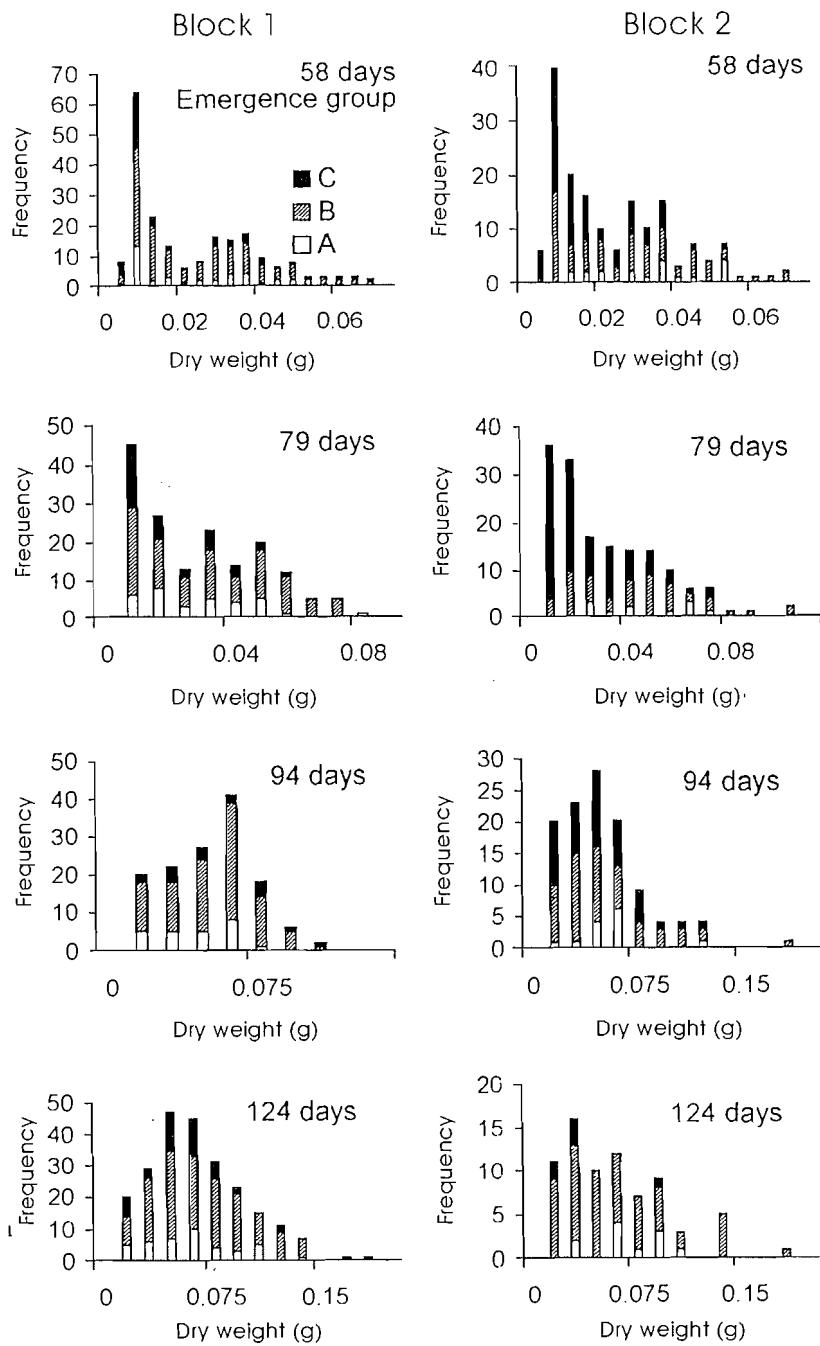 Block 1
Block 2
58 days
Emergence group
C
B
A
Frequency
70
60
50
40
30
20
10
0
0
0.02
0.04
0.06
Dry weight (g)
58 days
Frequency
40
30
20
10
0
0
0.02
0.04
0.06
Dry weight (g)
79 days
Frequency
50
40
30
20
10
0
0
0.04
0.08
Dry weight (g)
79 days
Frequency
40
30
20
10
0
0
0.04
0.08
Dry weight (g)
94 days
Frequency
50
40
30
20
10
0
0
0.075
Dry weight (g)
94 days
Frequency
30
25
20
15
10
5
0
0
0.075
0.15
Dry weight (g)
124 days
Frequency
50
40
30
20
10
0
0
0.075
0.15
Dry weight (g)
124 days
Frequency
20
15
10
5
0
0
0.075
0.15
Dry weight (g)